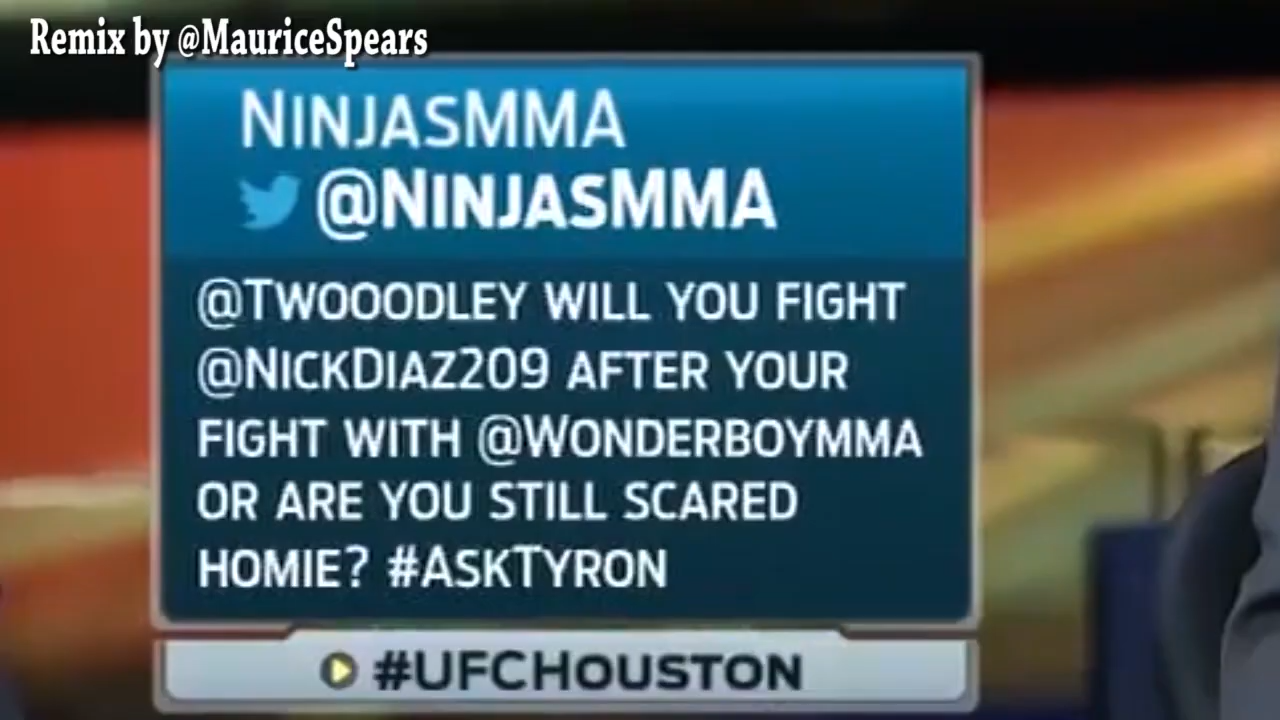 Remix by @MauriceSpears
NINJASMMA
@NINJASMMA
@TWOOODLEY WILL YOU FIGHT
@NICKDIAZ209 AFTER YOUR
FIGHT WITH @WONDERBOYMMA
OR ARE YOU STILL SCARED
HOMIE? #ASKTYRON
#UFCHOUSTON